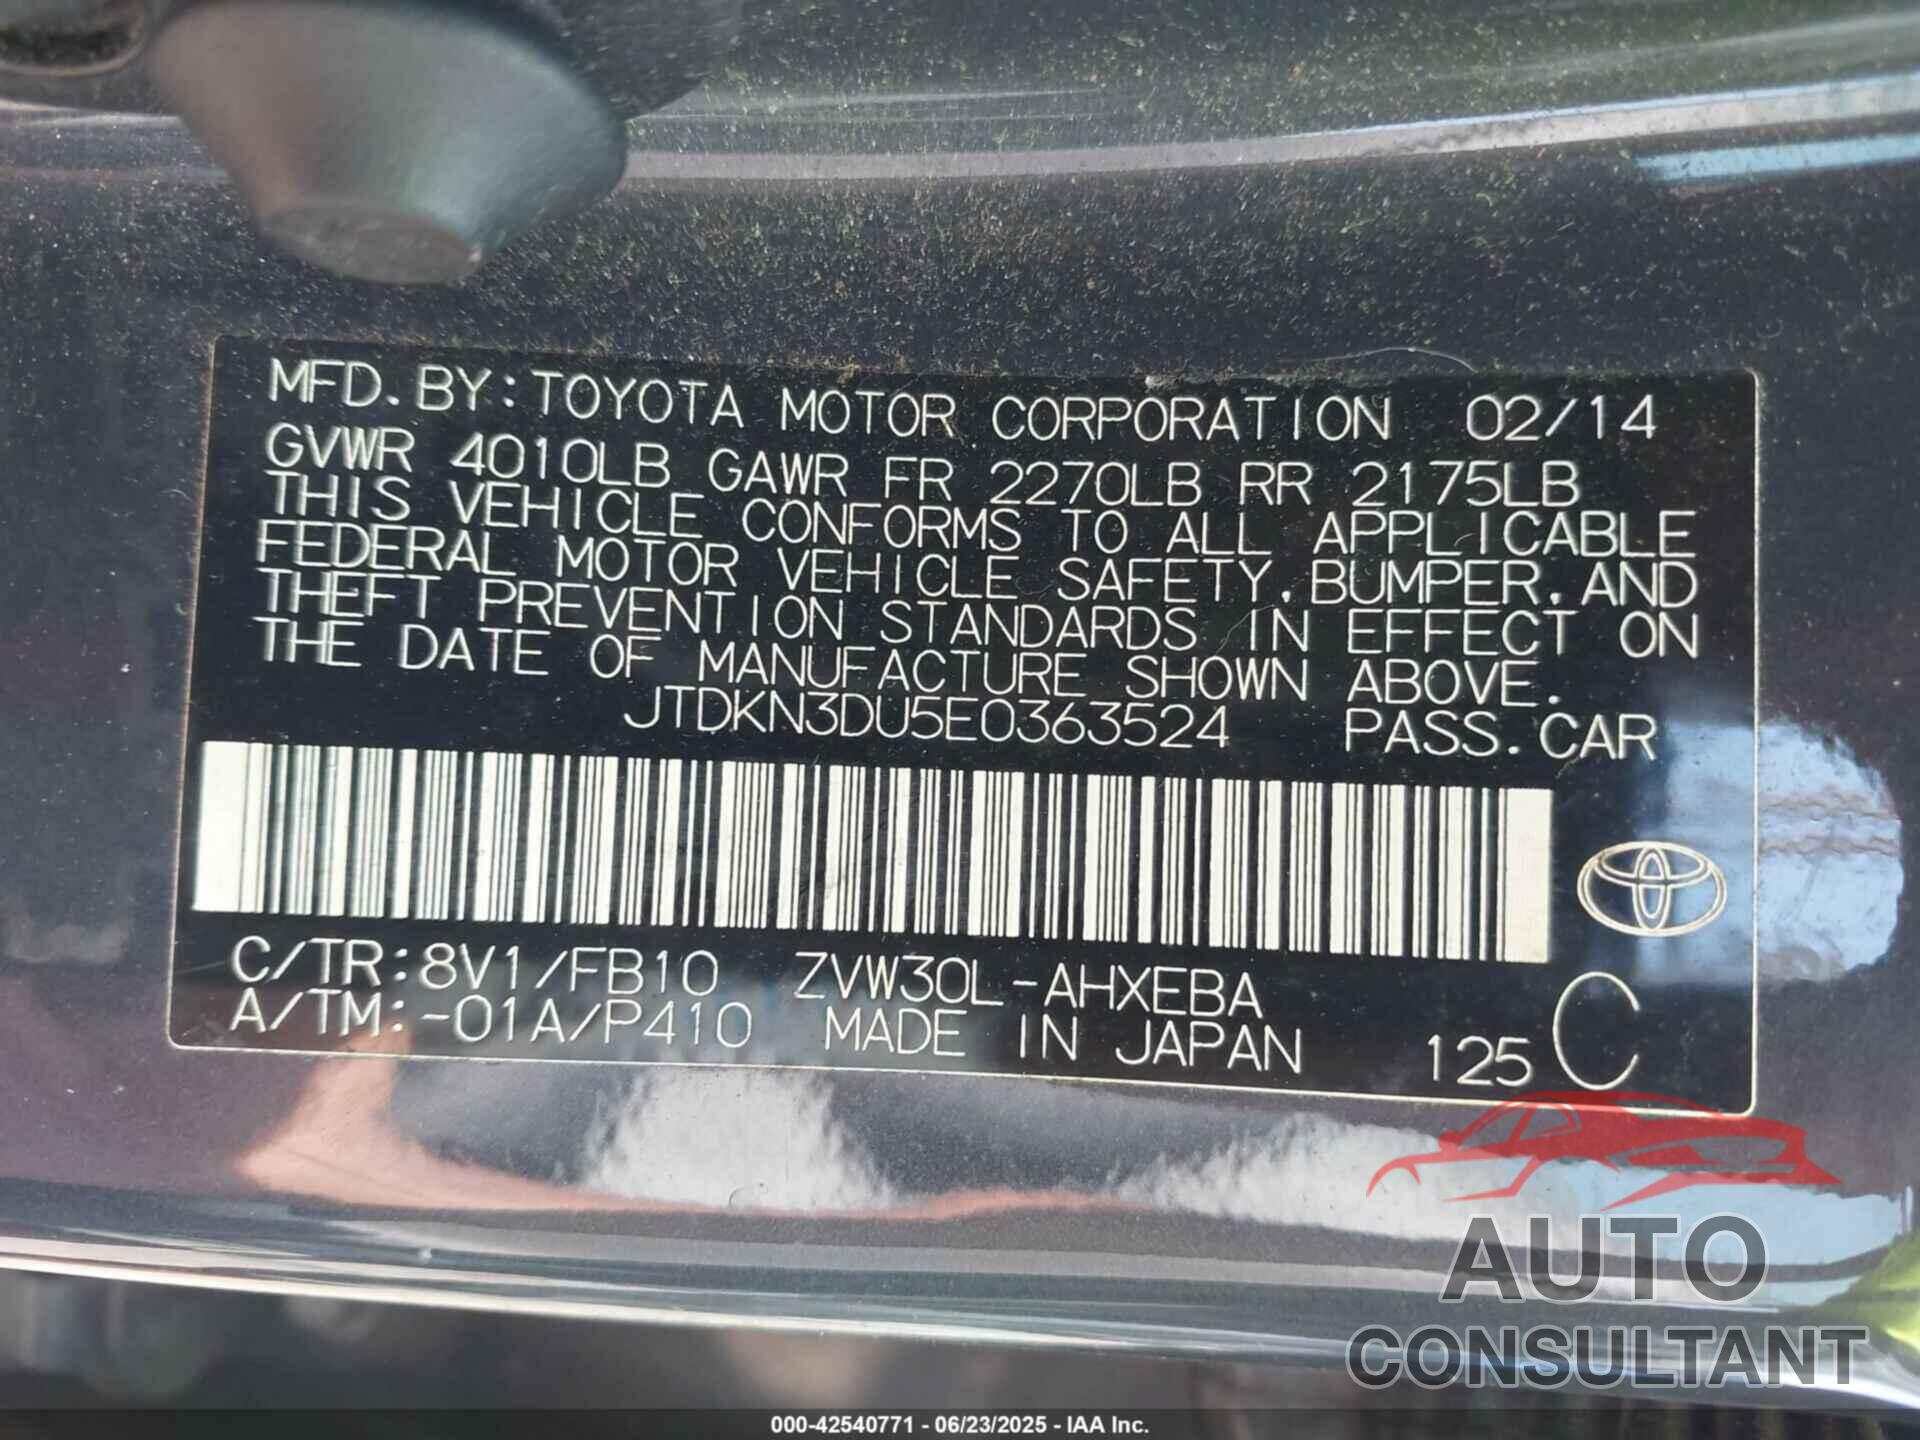 MFD. BY: TOYOTA MOTOR CORPORATION 02/14
GVWR 4010LB GAWR FR 2270LB RR 2175LB
THIS VEHICLE CONFORMS TO ALL APPLICABLE
FEDERAL MOTOR VEHICLE SAFETY, BUMPER, AND
THEFT PREVENTION STANDARDS IN EFFECT ON
THE DATE OF MANUFACTURE SHOWN ABOVE.
JTDKN3DU5E0363524 PASS. CAR
C/TR: 8V1/FB10 ZVW30L-AHXEBA
A/TM: -01A/P410 MADE IN JAPAN 125 C
AUTO
CONSULTANT
000-42540771 - 06/23/2025 - IAA Inc.